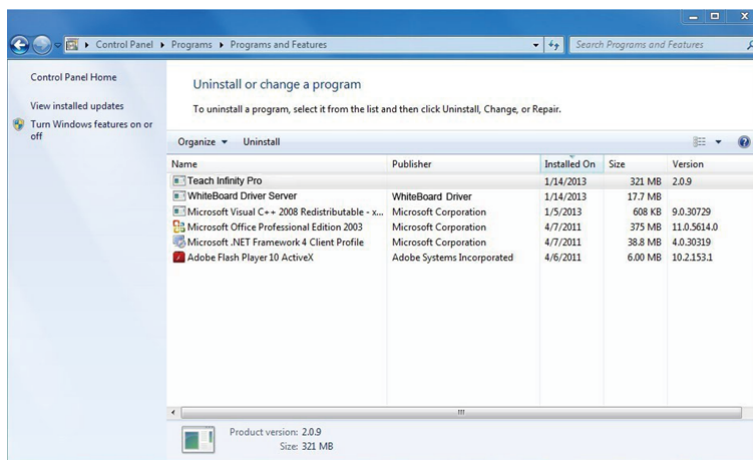 Control Panel ▸ Programs ▸ Programs and Features
Search Programs and Features
Control Panel Home
View installed updates
Turn Windows features on or
off
Uninstall or change a program
To uninstall a program, select it from the list and then click Uninstall, Change, or Repair.
Organize Uninstall
Name Publisher Installed On Size Version
Teach Infinity Pro 1/14/2013 321 MB 2.0.9
WhiteBoard Driver Server WhiteBoard Driver 1/14/2013 17.7 MB
Microsoft Visual C++ 2008 Redistributable - x... Microsoft Corporation 1/5/2013 608 KB 9.0.30729
Microsoft Office Professional Edition 2003 Microsoft Corporation 4/7/2011 375 MB 11.0.5614.0
Microsoft .NET Framework 4 Client Profile Microsoft Corporation 4/7/2011 38.8 MB 4.0.30319
Adobe Flash Player 10 ActiveX Adobe Systems Incorporated 4/6/2011 6.00 MB 10.2.153.1
Product version: 2.0.9
Size: 321 MB